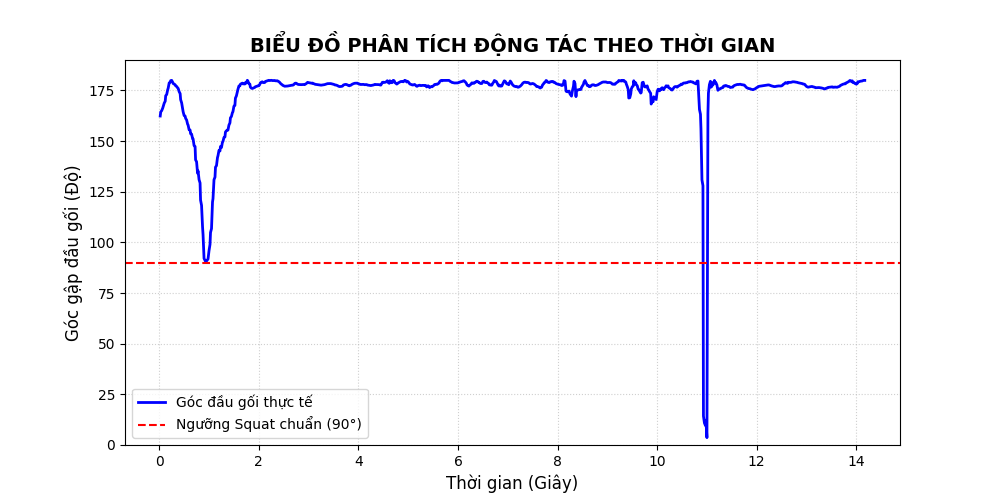 BIỂU ĐỒ PHÂN TÍCH ĐỘNG TÁC THEO THỜI GIAN
Góc gập đầu gối (Độ)
175
150
125
100
75
50
25
0
Góc đầu gối thực tế
Ngưỡng Squat chuẩn (90°)
0 2 4 6 8 10 12 14
Thời gian (Giây)